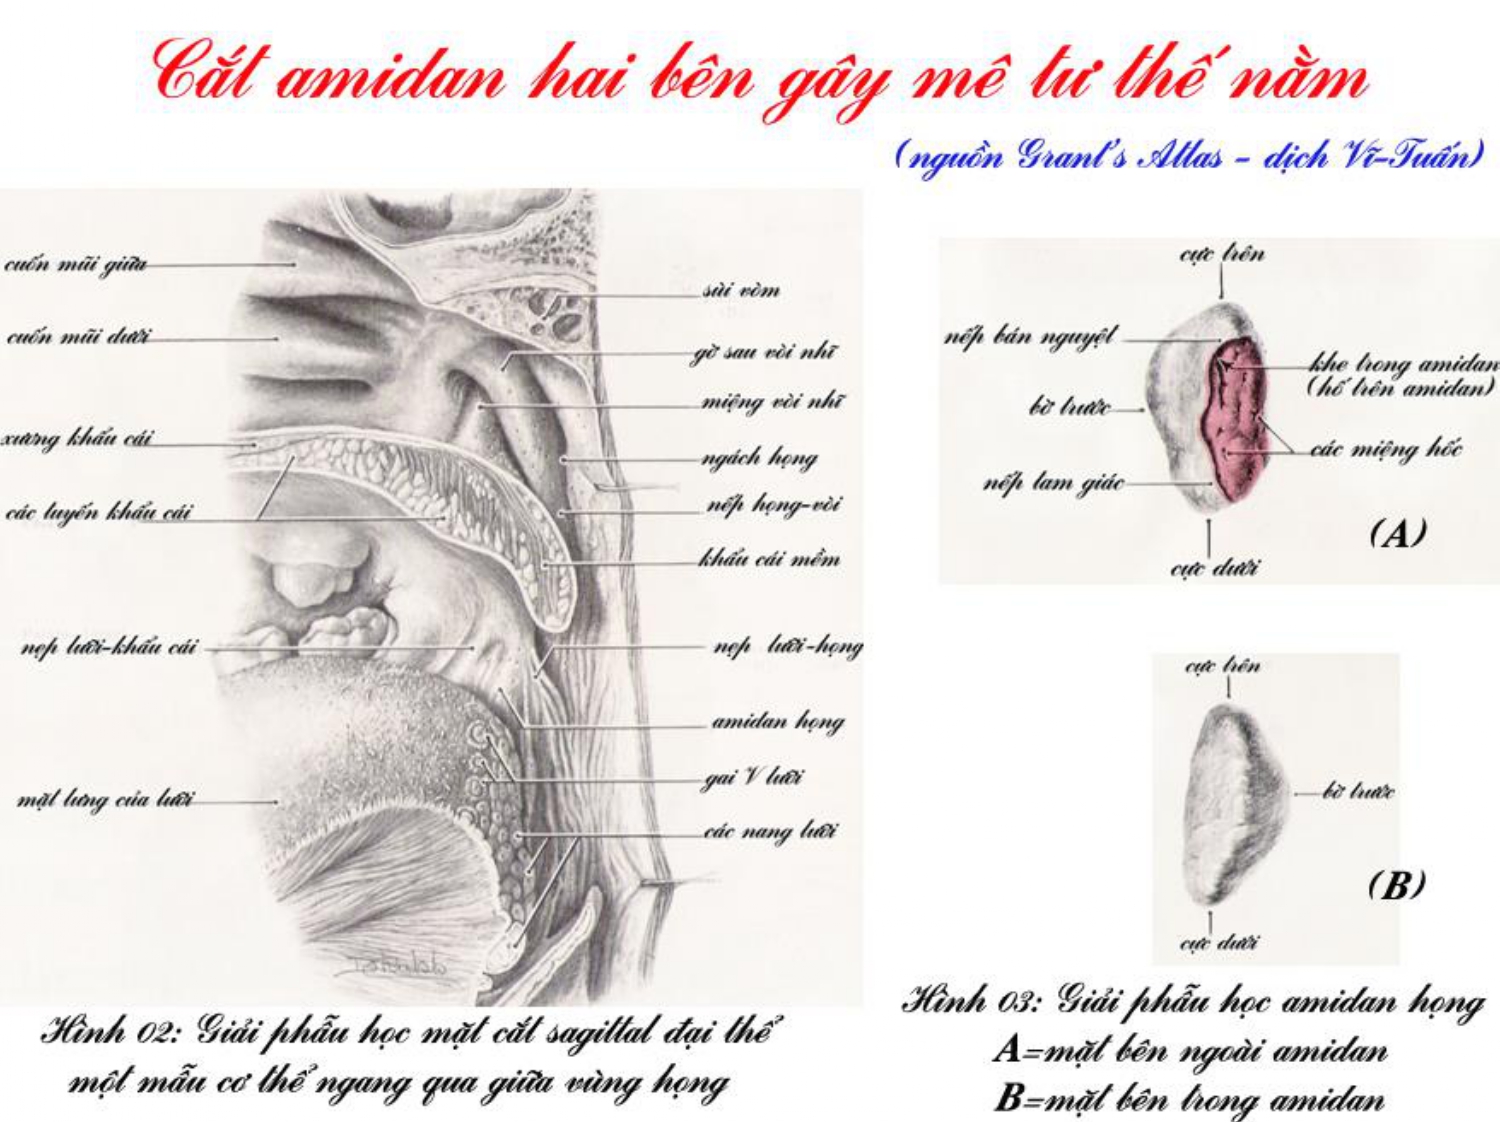 Cắt amidan hai bên gây mê tư thế nằm
(nguồn Grant's Atlas - dịch Vĩ-Tuấn)
cuốn mũi giữa
cuốn mũi dưới
xương khẩu cái
các tuyến khẩu cái
nẹp lưỡi-khẩu cái
mặt lưng của lưỡi
sùi vòm
gờ sau vòi nhĩ
miệng vòi nhĩ
ngách họng
nếp họng-vòi
khẩu cái mềm
nẹp lưỡi-họng
amidan họng
gai V lưỡi
các nang lưỡi
Hình 02: Giải phẫu học mặt cắt sagittal đại thể
một mẫu cơ thể ngang qua giữa vùng họng
cực trên
nếp bán nguyệt
bờ trước
nếp tam giác
khe trong amidan
(hố trên amidan)
các miệng hốc
(A)
cực dưới
cực trên
bờ trước
(B)
cực dưới
Hình 03: Giải phẫu học amidan họng
A=mặt bên ngoài amidan
B=mặt bên trong amidan